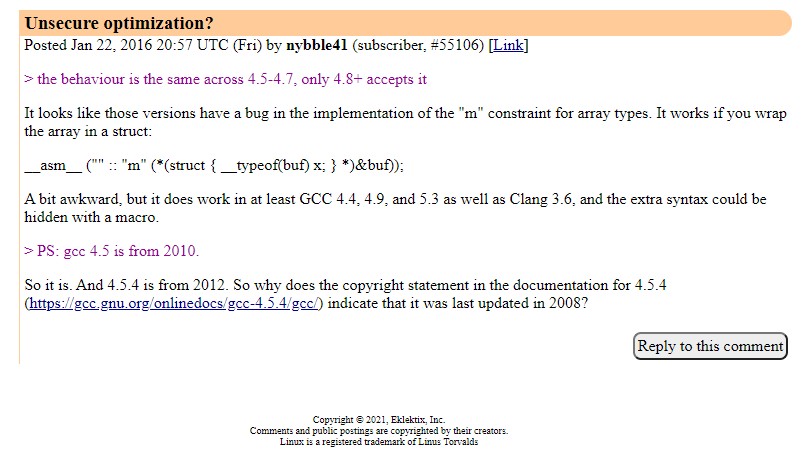 Unsecure optimization?
Posted Jan 22, 2016 20:57 UTC (Fri) by nybble41 (subscriber, #55106) [Link]
> the behaviour is the same across 4.5-4.7, only 4.8+ accepts it
It looks like those versions have a bug in the implementation of the "m" constraint for array types. It works if you wrap
the array in a struct:
__asm__ ("" :: "m" (*(struct { __typeof(buf) x; } *)&buf));
A bit awkward, but it does work in at least GCC 4.4, 4.9, and 5.3 as well as Clang 3.6, and the extra syntax could be
hidden with a macro.
> PS: gcc 4.5 is from 2010.
So it is. And 4.5.4 is from 2012. So why does the copyright statement in the documentation for 4.5.4
(https://gcc.gnu.org/onlinedocs/gcc-4.5.4/gcc/) indicate that it was last updated in 2008?
Reply to this comment
Copyright © 2021, Eklektix, Inc.
Comments and public postings are copyrighted by their creators.
Linux is a registered trademark of Linus Torvalds